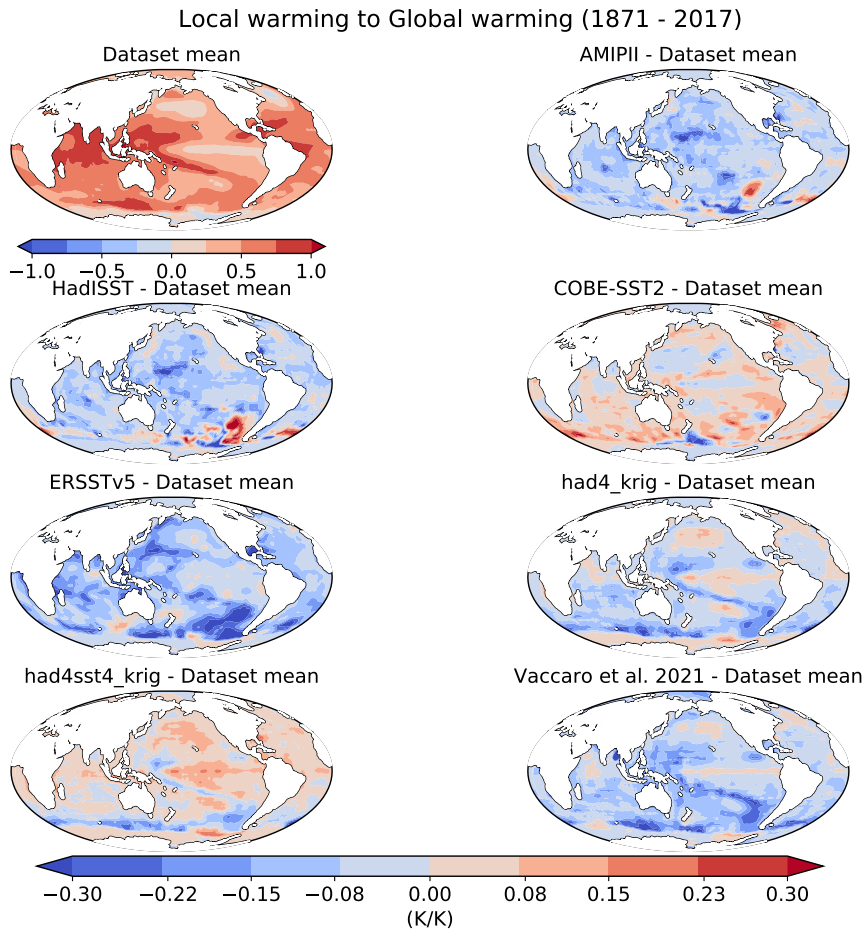 Local warming to Global warming (1871 - 2017)
Dataset mean
AMIPII - Dataset mean
−1.0 −0.5 0.0 0.5 1.0
HadISST - Dataset mean
COBE-SST2 - Dataset mean
ERSSTv5 - Dataset mean
had4_krig - Dataset mean
had4sst4_krig - Dataset mean
Vaccaro et al. 2021 - Dataset mean
−0.30 −0.22 −0.15 −0.08 0.00 0.08 0.15 0.23 0.30
(K/K)